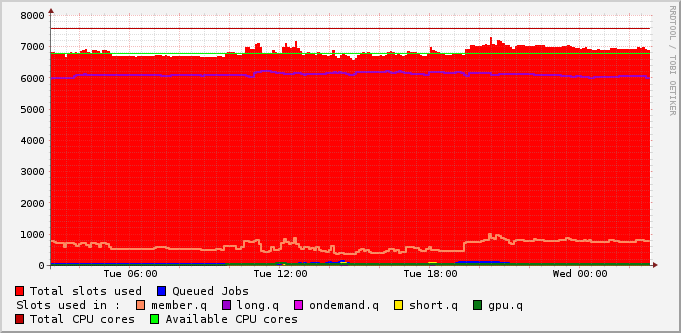 8000
7000
6000
5000
4000
3000
2000
1000
0
Tue 06:00 Tue 12:00 Tue 18:00 Wed 00:00
Total slots used Queued Jobs
Slots used in : member.q long.q ondemand.q short.q gpu.q
Total CPU cores Available CPU cores
RRDTOOL / TOBI OETIKER